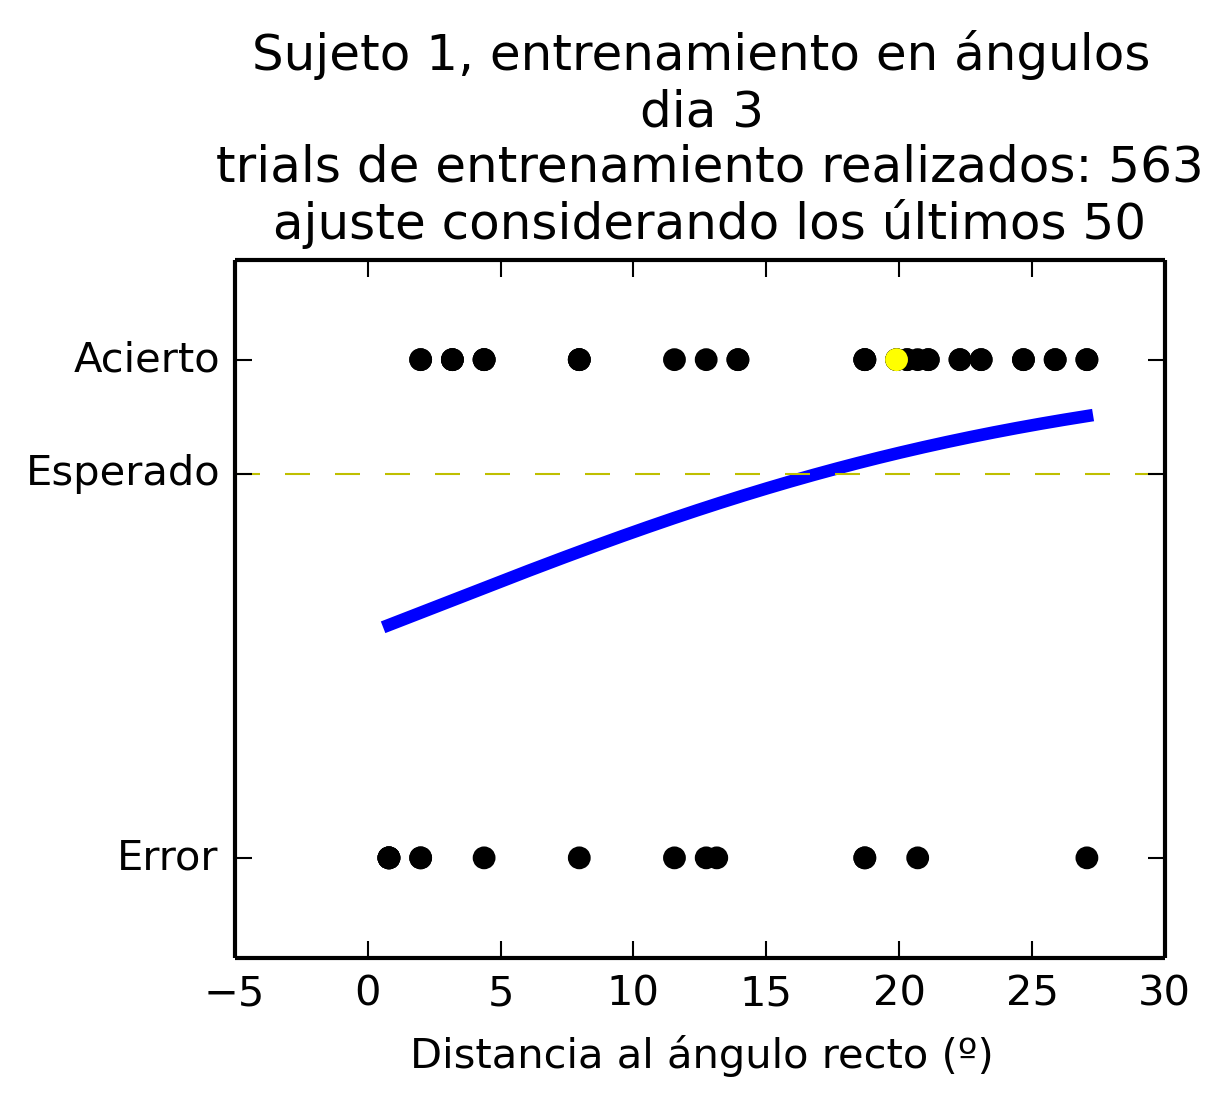 Sujeto 1, entrenamiento en ángulos
dia 3
trials de entrenamiento realizados: 563
ajuste considerando los últimos 50
Acierto
Esperado
Error
−5 0 5 10 15 20 25 30
Distancia al ángulo recto (º)